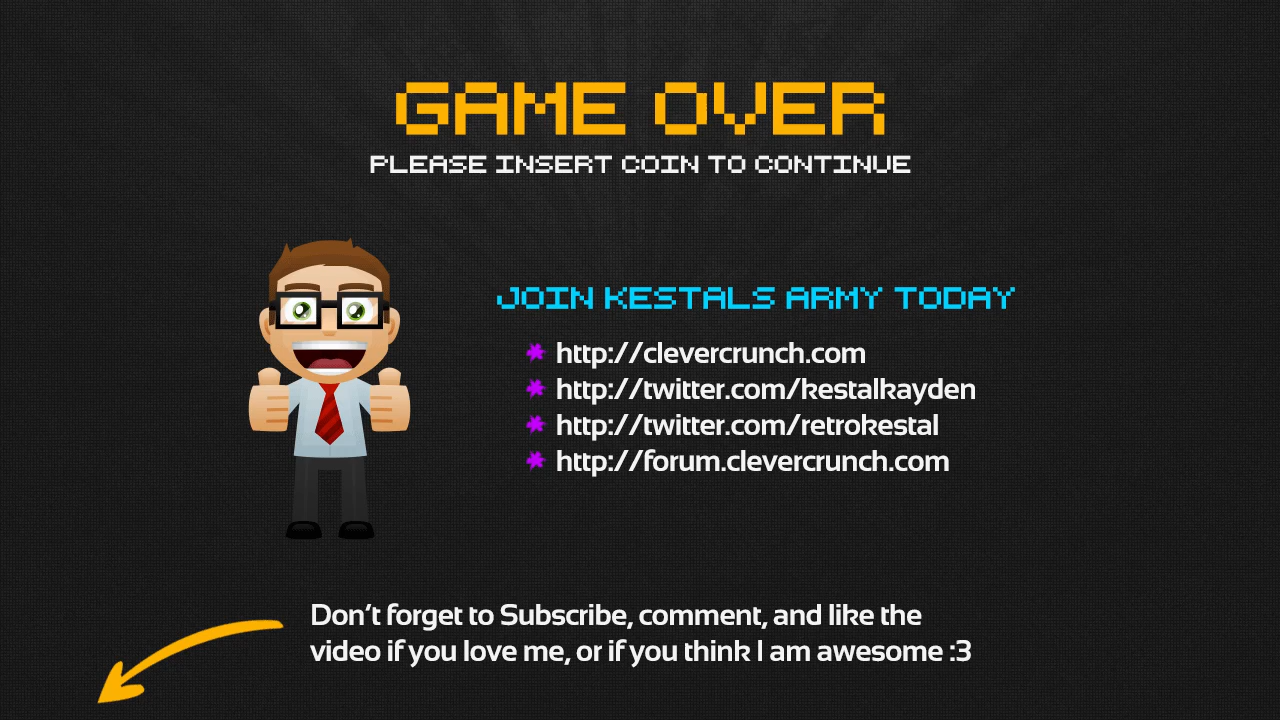 GAME OVER
PLEASE INSERT COIN TO CONTINUE
JOIN KESTALS ARMY TODAY
http://clevercrunch.com
http://twitter.com/kestalkayden
http://twitter.com/retrokestal
http://forum.clevercrunch.com
Don't forget to Subscribe, comment, and like the
video if you love me, or if you think I am awesome :3